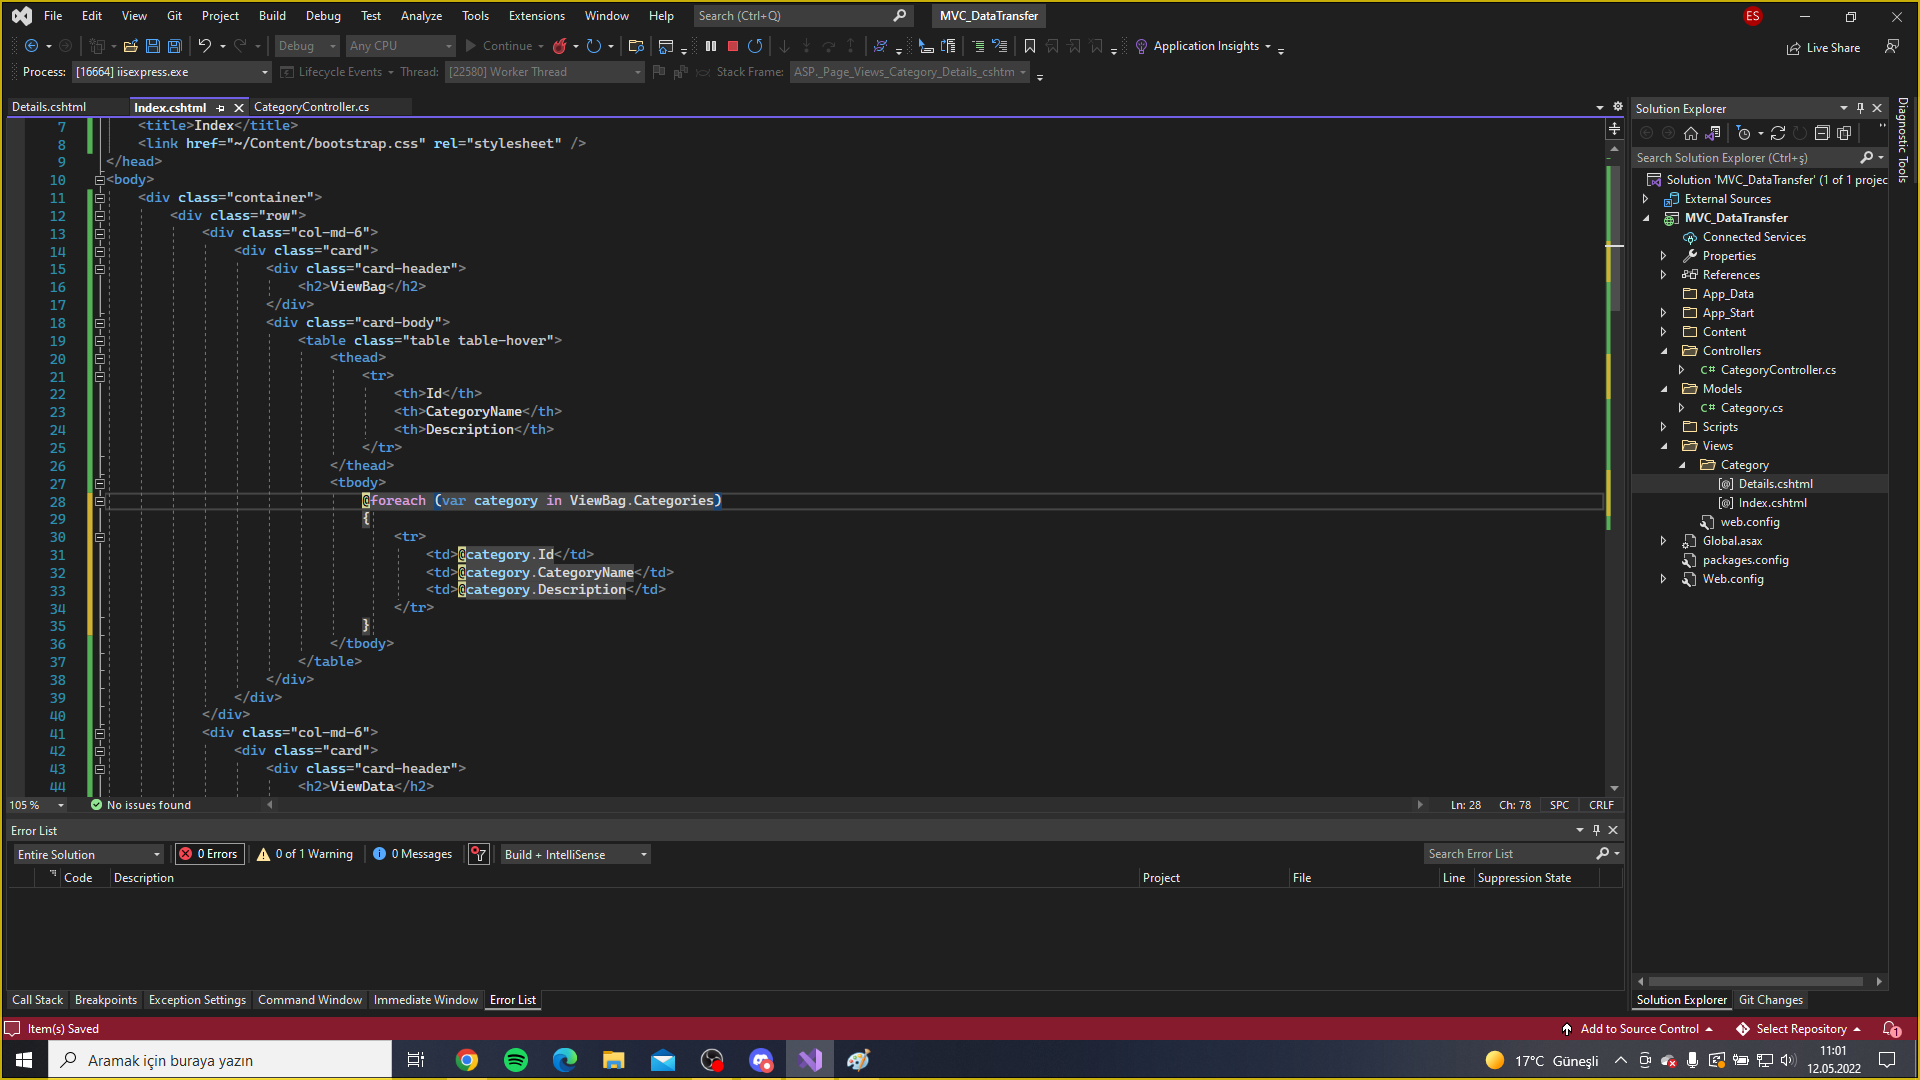 File Edit View Git Project Build Debug Test Analyze Tools Extensions Window Help Search (Ctrl+Q) MVC_DataTransfer ES
Debug Any CPU Continue Application Insights Live Share
Process: [16664] iisexpress.exe Lifecycle Events Thread: [22580] Worker Thread Stack Frame: ASP._Page_Views_Category_Details_cshtm
Details.cshtml Index.cshtml CategoryController.cs
7 <title>Index</title>
8 <link href="~/Content/bootstrap.css" rel="stylesheet" />
9 </head>
10 <body>
11 <div class="container">
12 <div class="row">
13 <div class="col-md-6">
14 <div class="card">
15 <div class="card-header">
16 <h2>ViewBag</h2>
17 </div>
18 <div class="card-body">
19 <table class="table table-hover">
20 <thead>
21 <tr>
22 <th>Id</th>
23 <th>CategoryName</th>
24 <th>Description</th>
25 </tr>
26 </thead>
27 <tbody>
28 @foreach (var category in ViewBag.Categories)
29 {
30 <tr>
31 <td>@category.Id</td>
32 <td>@category.CategoryName</td>
33 <td>@category.Description</td>
34 </tr>
35 }
36 </tbody>
37 </table>
38 </div>
39 </div>
40 </div>
41 <div class="col-md-6">
42 <div class="card">
43 <div class="card-header">
44 <h2>ViewData</h2>
105 % No issues found Ln: 28 Ch: 78 SPC CRLF
Error List
Entire Solution 0 Errors 0 of 1 Warning 0 Messages Build + IntelliSense Search Error List
Code Description Project File Line Suppression State
Call Stack Breakpoints Exception Settings Command Window Immediate Window Error List
Solution Explorer
Search Solution Explorer (Ctrl+ş)
Solution 'MVC_DataTransfer' (1 of 1 projec
External Sources
MVC_DataTransfer
Connected Services
Properties
References
App_Data
App_Start
Content
Controllers
C# CategoryController.cs
Models
C# Category.cs
Scripts
Views
Category
[@] Details.cshtml
[@] Index.cshtml
web.config
Global.asax
packages.config
Web.config
Solution Explorer Git Changes
Diagnostic Tools
Item(s) Saved Add to Source Control Select Repository 1
Aramak için buraya yazın 17°C Güneşli 11:01
12.05.2022